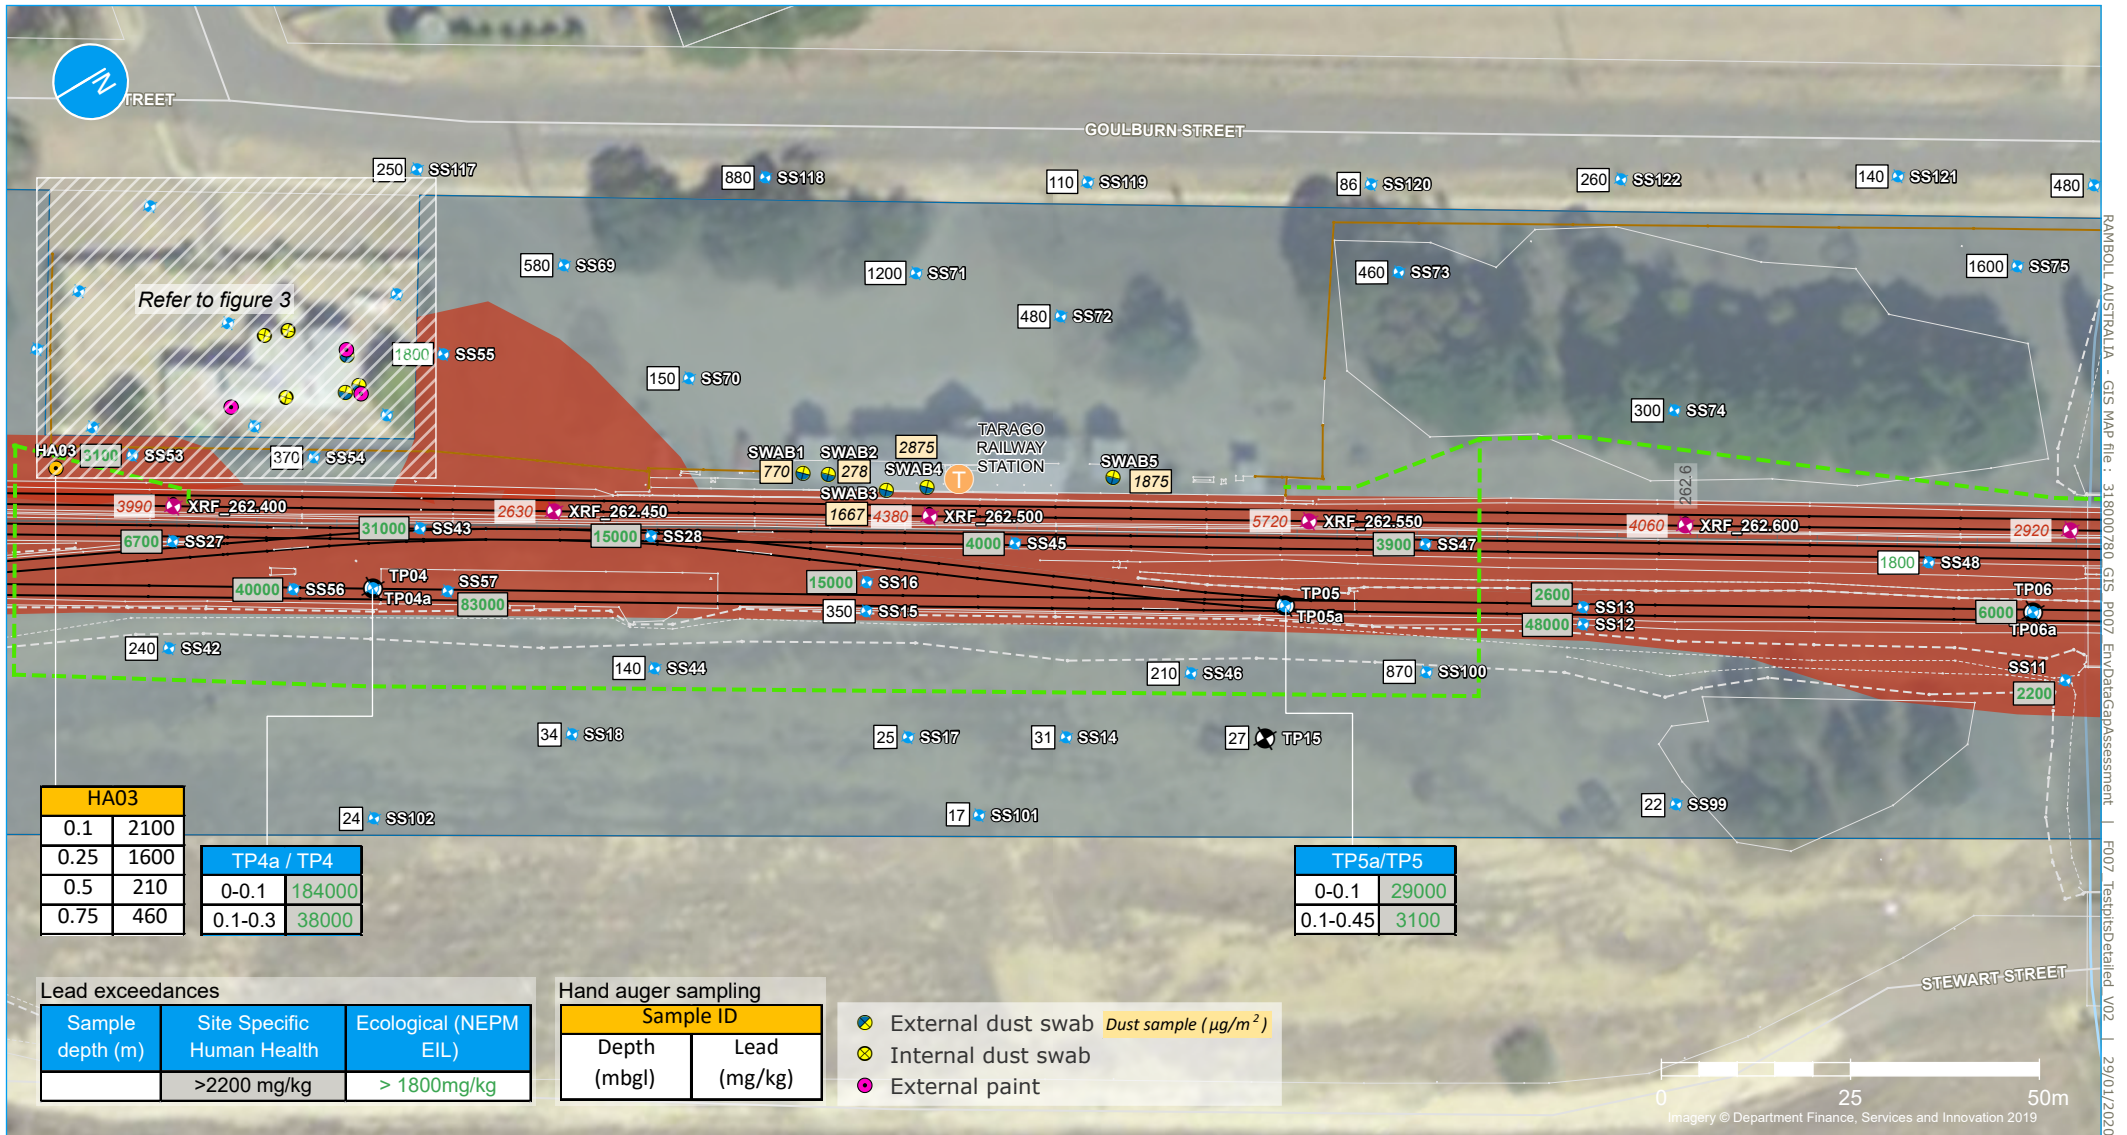 TREET
GOULBURN STREET
250 SS117
880 SS118
110 SS119
86 SS120
260 SS122
140 SS121
480
580 SS69
1200 SS71
480 SS72
460 SS73
1600 SS75
Refer to figure 3
1800 SS55
150 SS70
300 SS74
TARAGO
RAILWAY
STATION
T
HA03
3100 SS53
370 SS54
SWAB1
770
SWAB2
278
2875
SWAB4
SWAB3
1667
SWAB5
1875
262.6
3990 XRF_262.400
2630 XRF_262.450
4380 XRF_262.500
5720 XRF_262.550
4060 XRF_262.600
2920
6700 SS27
31000 SS43
15000 SS28
4000 SS45
3900 SS47
1800 SS48
40000 SS56
TP04
TP04a
SS57
83000
15000 SS16
350 SS15
TP05
TP05a
2600 SS13
48000 SS12
TP06
6000
TP06a
240 SS42
140 SS44
210 SS46
870 SS100
SS11
2200
34 SS18
25 SS17
31 SS14
27 TP15
24 SS102
17 SS101
22 SS99
HA03
0.1 2100
0.25 1600
0.5 210
0.75 460
TP4a / TP4
0-0.1 184000
0.1-0.3 38000
TP5a/TP5
0-0.1 29000
0.1-0.45 3100
STEWART STREET
Lead exceedances
Sample depth (m) Site Specific Human Health Ecological (NEPM EIL)
>2200 mg/kg > 1800mg/kg
Hand auger sampling
Sample ID
Depth (mbgl) Lead (mg/kg)
External dust swab Dust sample (µg/m²)
Internal dust swab
External paint
0 25 50m
Imagery © Department Finance, Services and Innovation 2019
RAMBOLL AUSTRALIA - GIS MAP file : 318000780_GIS_P007_EnvDataGapAssessment | F007_TestpitsDetailed_V02 | 29/01/2020